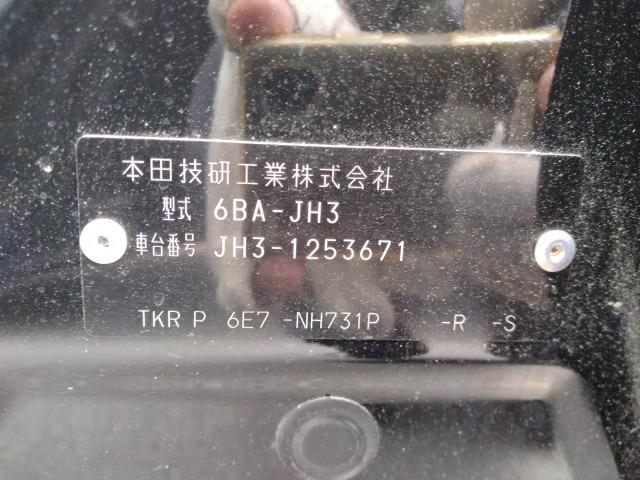 本田技研工業株式会社
型式 6BA-JH3
車台番号 JH3-1253671
TKR P 6E7 -NH731P -R -S